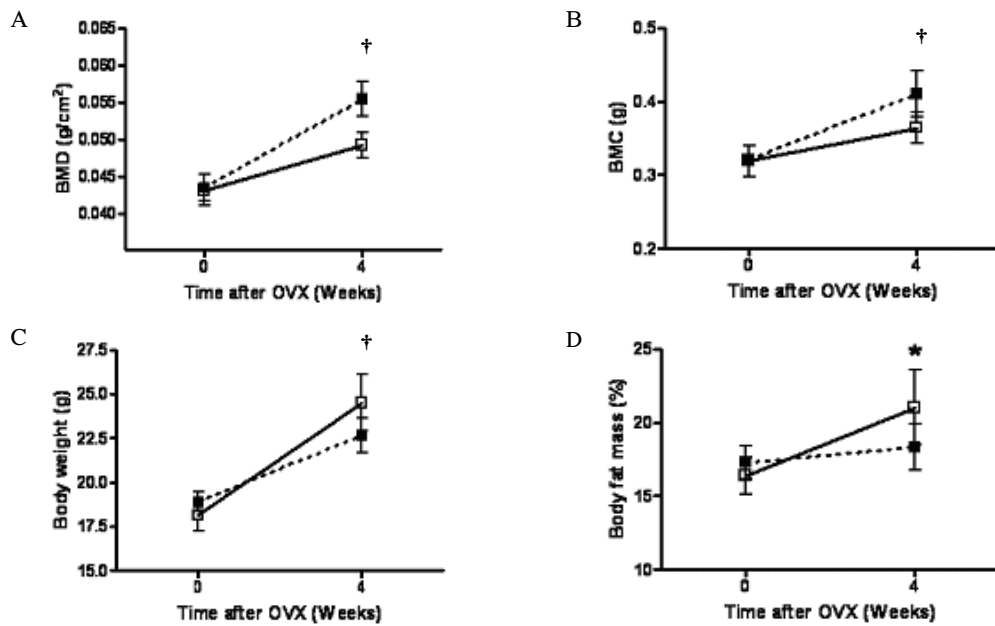 A
0.065
0.060
0.055
0.050
0.045
0.040
BMD (g/cm²)
†
0
4
Time after OVX (Weeks)
B
0.5
0.4
0.3
0.2
BMC (g)
†
0
4
Time after OVX (Weeks)
C
27.5
25.0
22.5
20.0
17.5
15.0
Body weight (g)
†
0
4
Time after OVX (Weeks)
D
25
20
15
10
Body fat mass (%)
*
0
4
Time after OVX (Weeks)